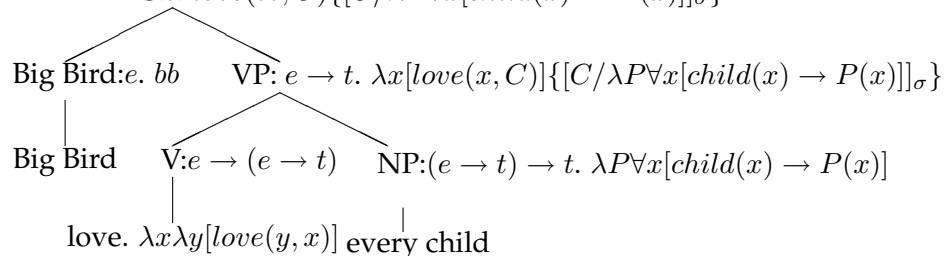 Big Bird:e. bb VP: e → t. λx[love(x, C)]{[C/λP∀x[child(x) → P(x)]]σ}
Big Bird V:e → (e → t) NP:(e → t) → t. λP∀x[child(x) → P(x)]
love. λxλy[love(y, x)] every child